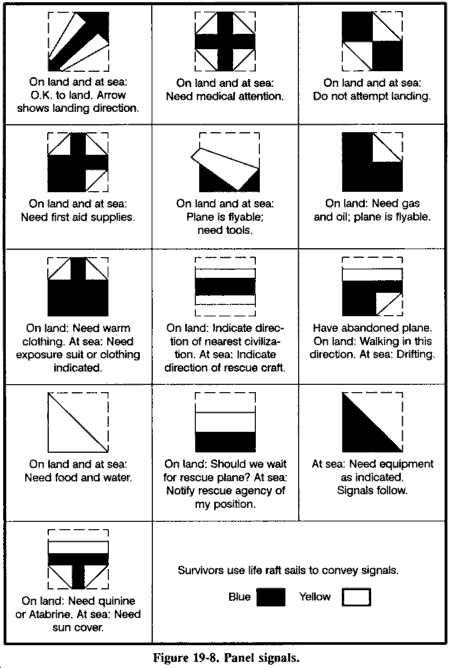 On land and at sea:
O.K. to land. Arrow
shows landing direction.
On land and at sea:
Need medical attention.
On land and at sea:
Do not attempt landing.
On land and at sea:
Need first aid supplies.
On land and at sea:
Plane is flyable;
need tools.
On land: Need gas
and oil; plane is flyable.
On land: Need warm
clothing. At sea: Need
exposure suit or clothing
indicated.
On land: Indicate direc-
tion of nearest civiliza-
tion. At sea: Indicate
direction of rescue craft.
Have abandoned plane.
On land: Walking in this
direction. At sea: Drifting.
On land and at sea:
Need food and water.
On land: Should we wait
for rescue plane? At sea:
Notify rescue agency of
my position.
At sea: Need equipment
as indicated.
Signals follow.
On land: Need quinine
or Atabrine. At sea: Need
sun cover.
Survivors use life raft sails to convey signals.
Blue Yellow
Figure 19-8. Panel signals.